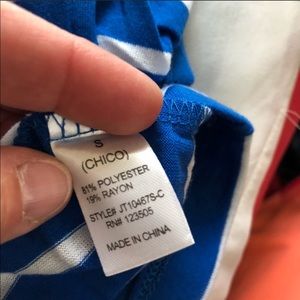 S
(CHICO)
81% POLYESTER
19% RAYON
STYLE# JT10467S-C
RN# 123505
MADE IN CHINA